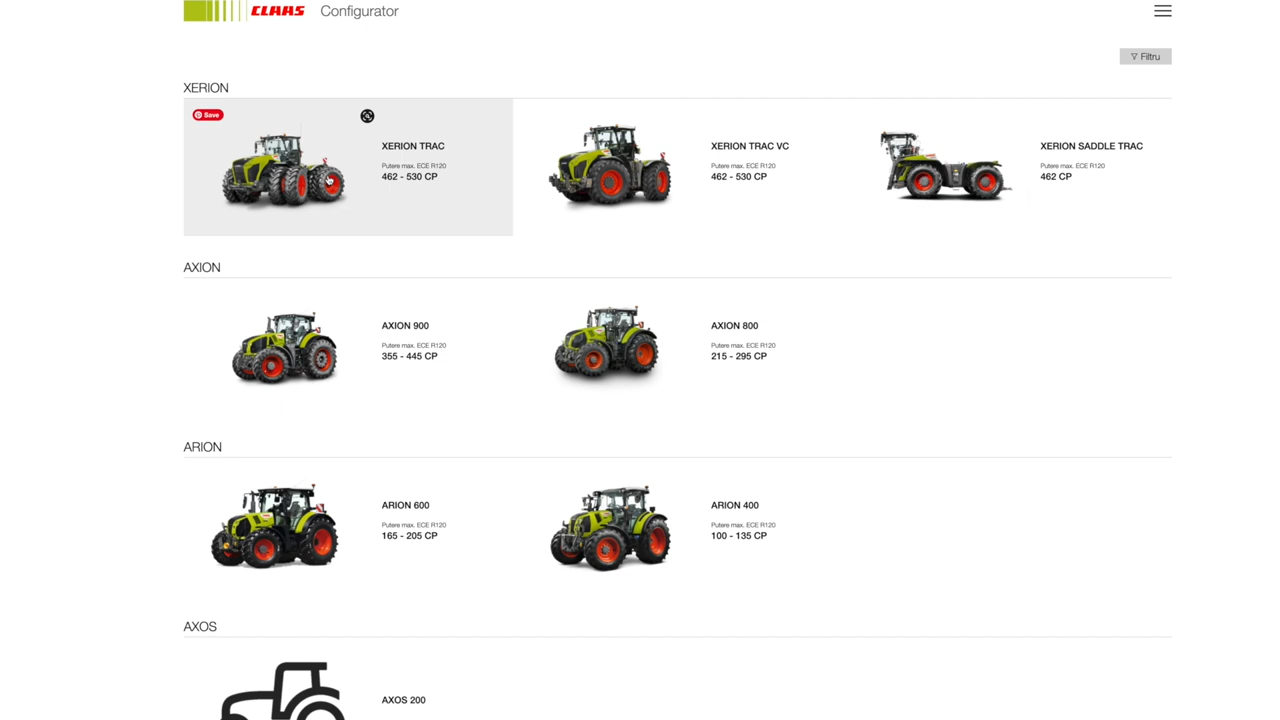 CLAAS Configurator
Filtru
XERION
Save
XERION TRAC
Putere max. ECE R120
462 - 530 CP
XERION TRAC VC
Putere max. ECE R120
462 - 530 CP
XERION SADDLE TRAC
Putere max. ECE R120
462 CP
AXION
AXION 900
Putere max. ECE R120
355 - 445 CP
AXION 800
Putere max. ECE R120
215 - 295 CP
ARION
ARION 600
Putere max. ECE R120
165 - 205 CP
ARION 400
Putere max. ECE R120
100 - 135 CP
AXOS
AXOS 200